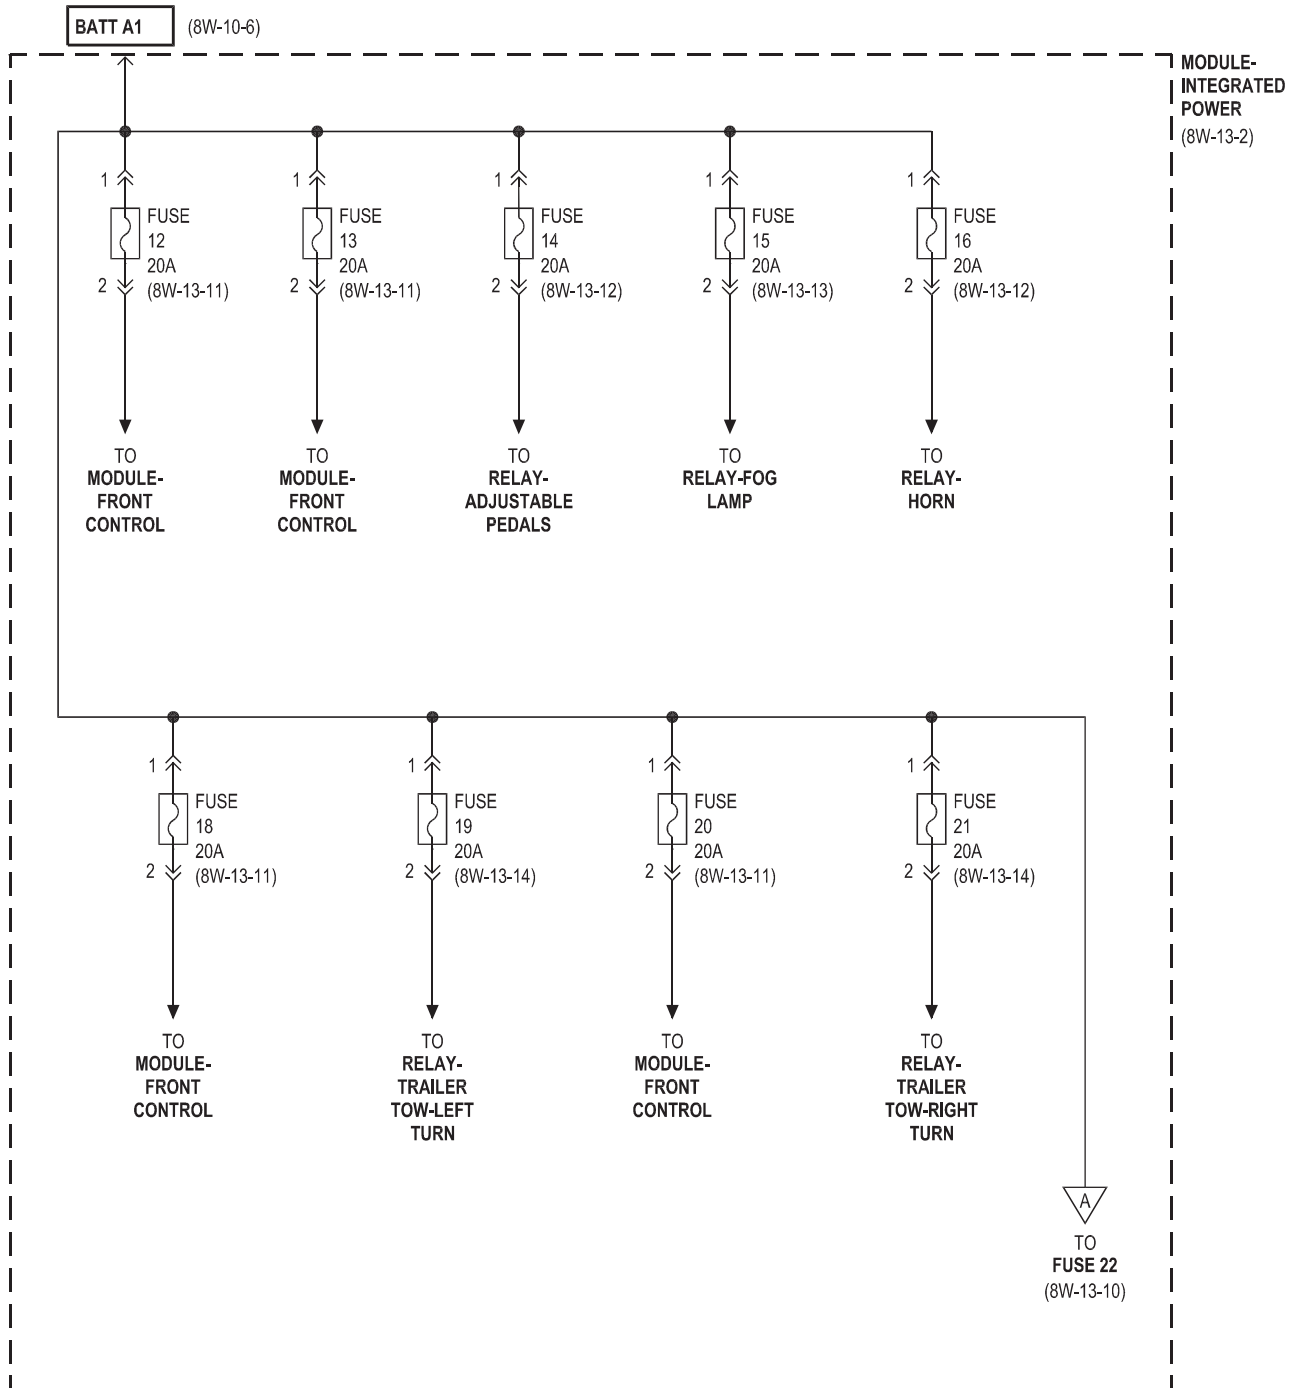 BATT A1 (8W-10-6)
MODULE-
INTEGRATED
POWER
(8W-13-2)
1 1 1 1 1
FUSE FUSE FUSE FUSE FUSE
12 13 14 15 16
20A 20A 20A 20A 20A
2 (8W-13-11) 2 (8W-13-11) 2 (8W-13-12) 2 (8W-13-13) 2 (8W-13-12)
TO
MODULE-
FRONT
CONTROL
TO
MODULE-
FRONT
CONTROL
TO
RELAY-
ADJUSTABLE
PEDALS
TO
RELAY-FOG
LAMP
TO
RELAY-
HORN
1 1 1 1
FUSE FUSE FUSE FUSE
18 19 20 21
20A 20A 20A 20A
2 (8W-13-11) 2 (8W-13-14) 2 (8W-13-11) 2 (8W-13-14)
TO
MODULE-
FRONT
CONTROL
TO
RELAY-
TRAILER
TOW-LEFT
TURN
TO
MODULE-
FRONT
CONTROL
TO
RELAY-
TRAILER
TOW-RIGHT
TURN
A
TO
FUSE 22
(8W-13-10)